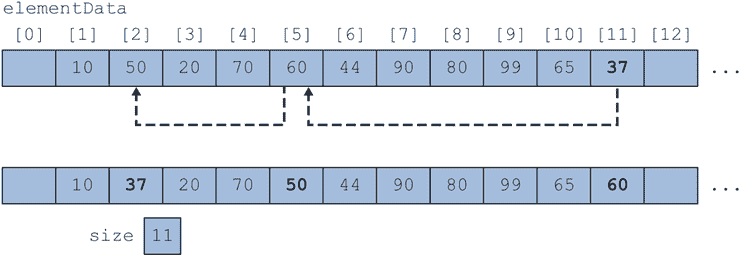 elementData
[0] [1] [2] [3] [4] [5] [6] [7] [8] [9] [10] [11] [12]
10 50 20 70 60 44 90 80 99 65 37 ...
10 37 20 70 50 44 90 80 99 65 60 ...
size 11